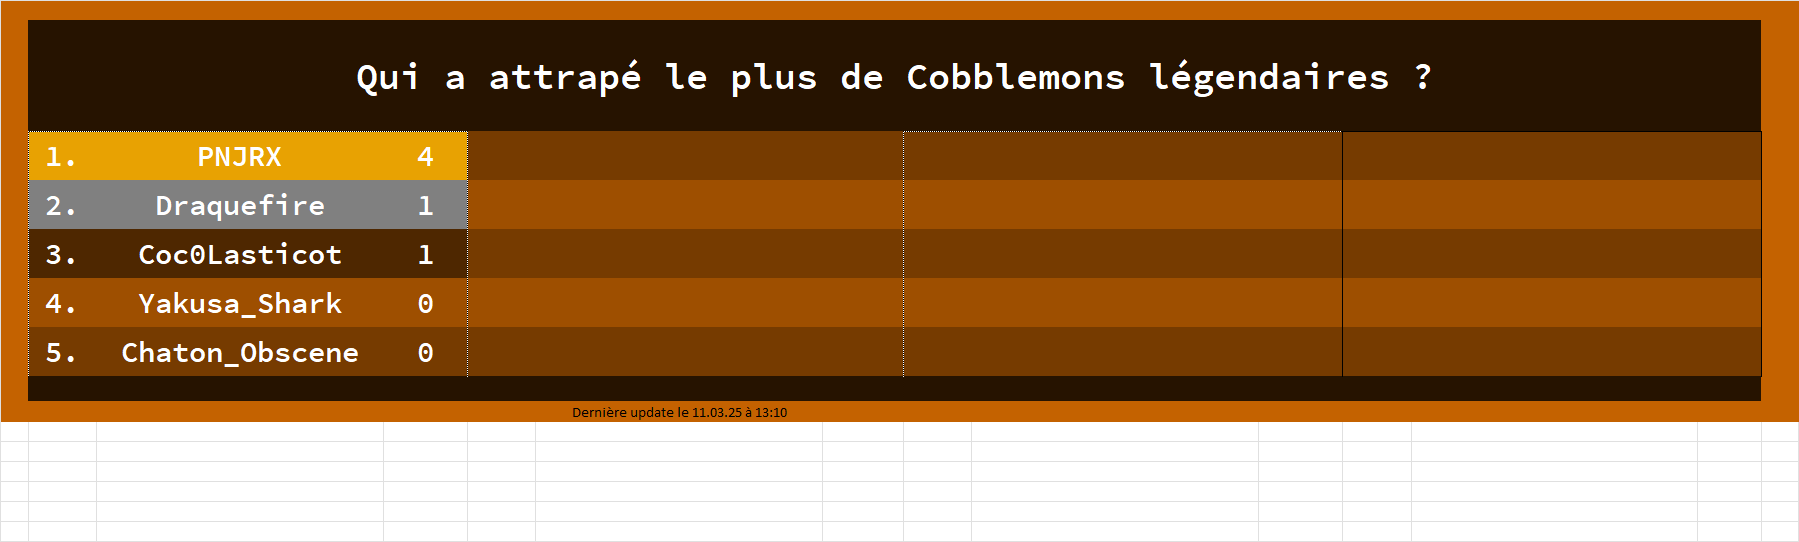 Qui a attrapé le plus de Cobblemons légendaires ?
1. PNJRX 4
2. Draquefire 1
3. Coc0Lasticot 1
4. Yakusa_Shark 0
5. Chaton_Obscene 0
Dernière update le 11.03.25 à 13:10